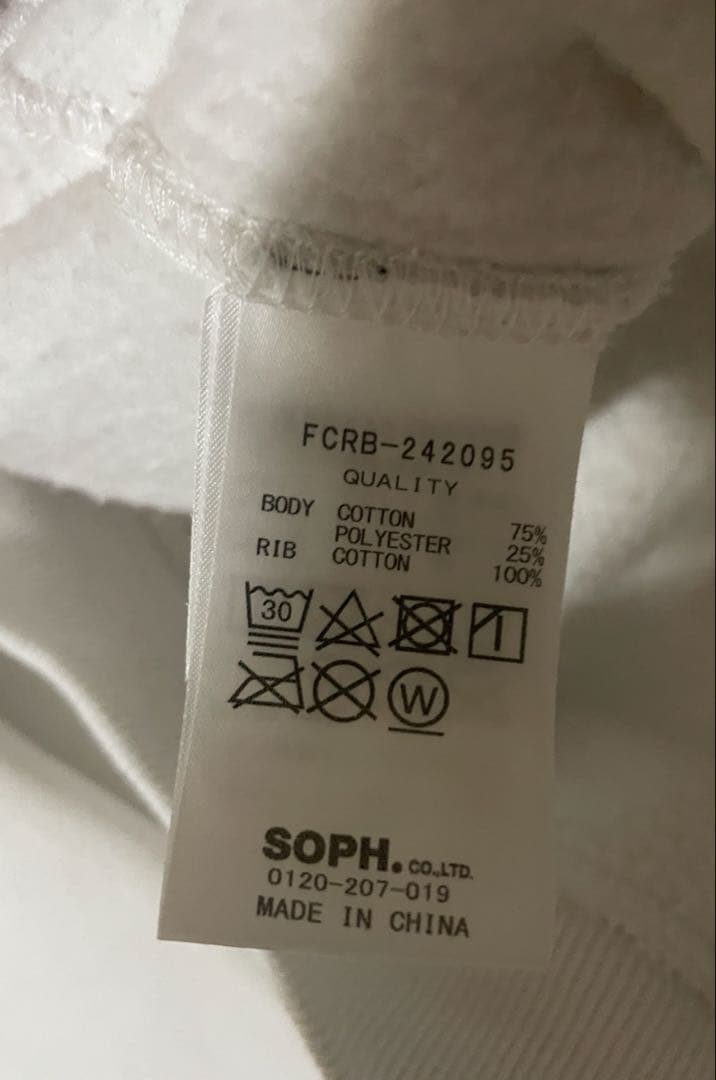 FCRB-242095
QUALITY
BODY COTTON 75%
POLYESTER 25%
RIB COTTON 100%
30
W
SOPH. CO.,LTD.
0120-207-019
MADE IN CHINA